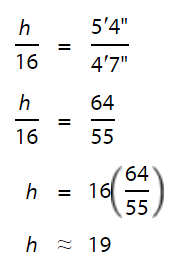 h/16 = 5'4"/4'7"
h/16 = 64/55
h = 16(64/55)
h ≈ 19